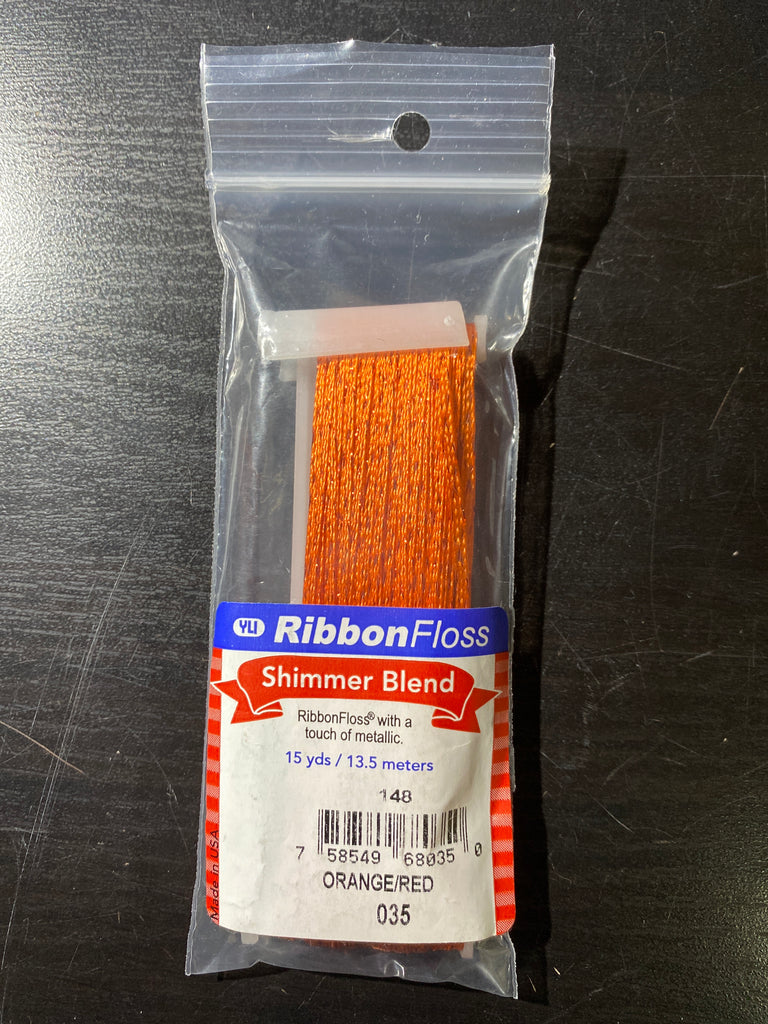 YLI RibbonFloss
Shimmer Blend
RibbonFloss® with a
touch of metallic.
15 yds / 13.5 meters
148
7 58549 68035 0
ORANGE/RED
035
Made in USA